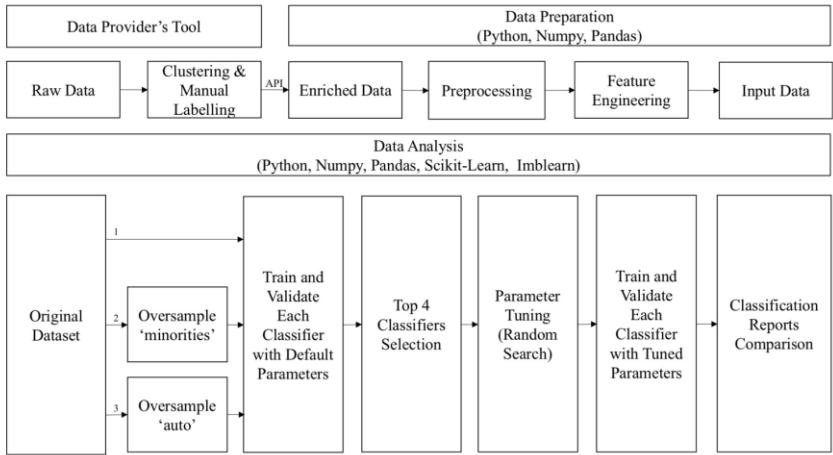 Data Provider's Tool
Data Preparation
(Python, Numpy, Pandas)
Raw Data
Clustering &
Manual
Labelling
API
Enriched Data
Preprocessing
Feature
Engineering
Input Data
Data Analysis
(Python, Numpy, Pandas, Scikit-Learn, Imblearn)
Original
Dataset
1
2
3
Oversample
'minorities'
Oversample
'auto'
Train and
Validate
Each
Classifier
with Default
Parameters
Top 4
Classifiers
Selection
Parameter
Tuning
(Random
Search)
Train and
Validate
Each
Classifier
with Tuned
Parameters
Classification
Reports
Comparison